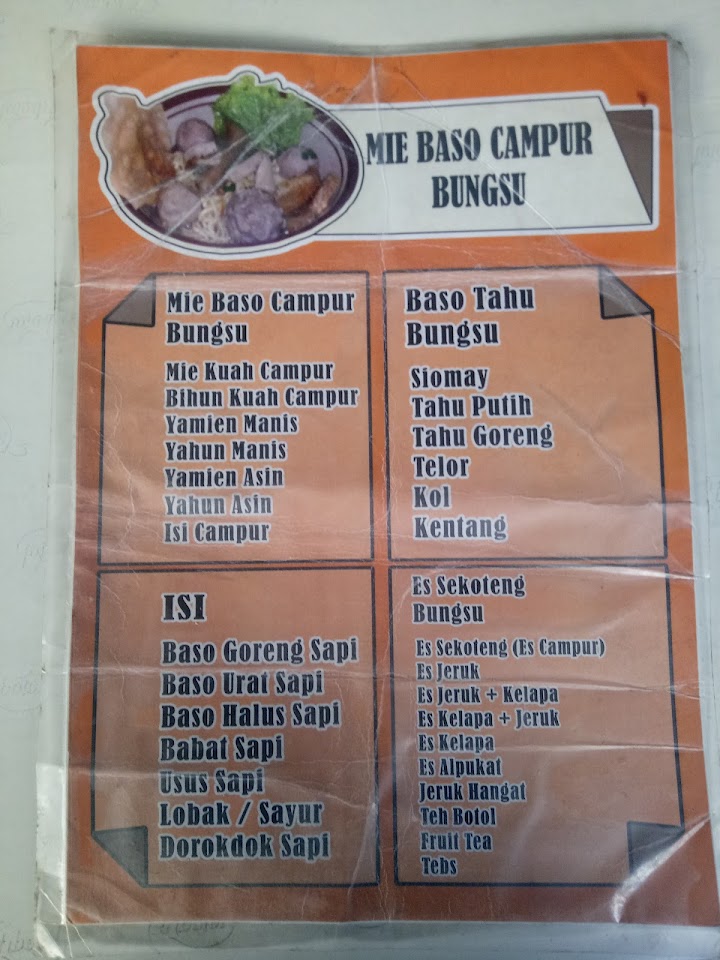 MIE BASO CAMPUR
BUNGSU
Mie Baso Campur
Bungsu
Mie Kuah Campur
Bihun Kuah Campur
Yamien Manis
Yahun Manis
Yamien Asin
Yahun Asin
Isi Campur
Baso Tahu
Bungsu
Siomay
Tahu Putih
Tahu Goreng
Telor
Kol
Kentang
ISI
Baso Goreng Sapi
Baso Urat Sapi
Baso Halus Sapi
Babat Sapi
Usus Sapi
Lobak / Sayur
Dorokdok Sapi
Es Sekoteng
Bungsu
Es Sekoteng (Es Campur)
Es Jeruk
Es Jeruk + Kelapa
Es Kelapa + Jeruk
Es Kelapa
Es Alpukat
Jeruk Hangat
Teh Botol
Fruit Tea
Tebs